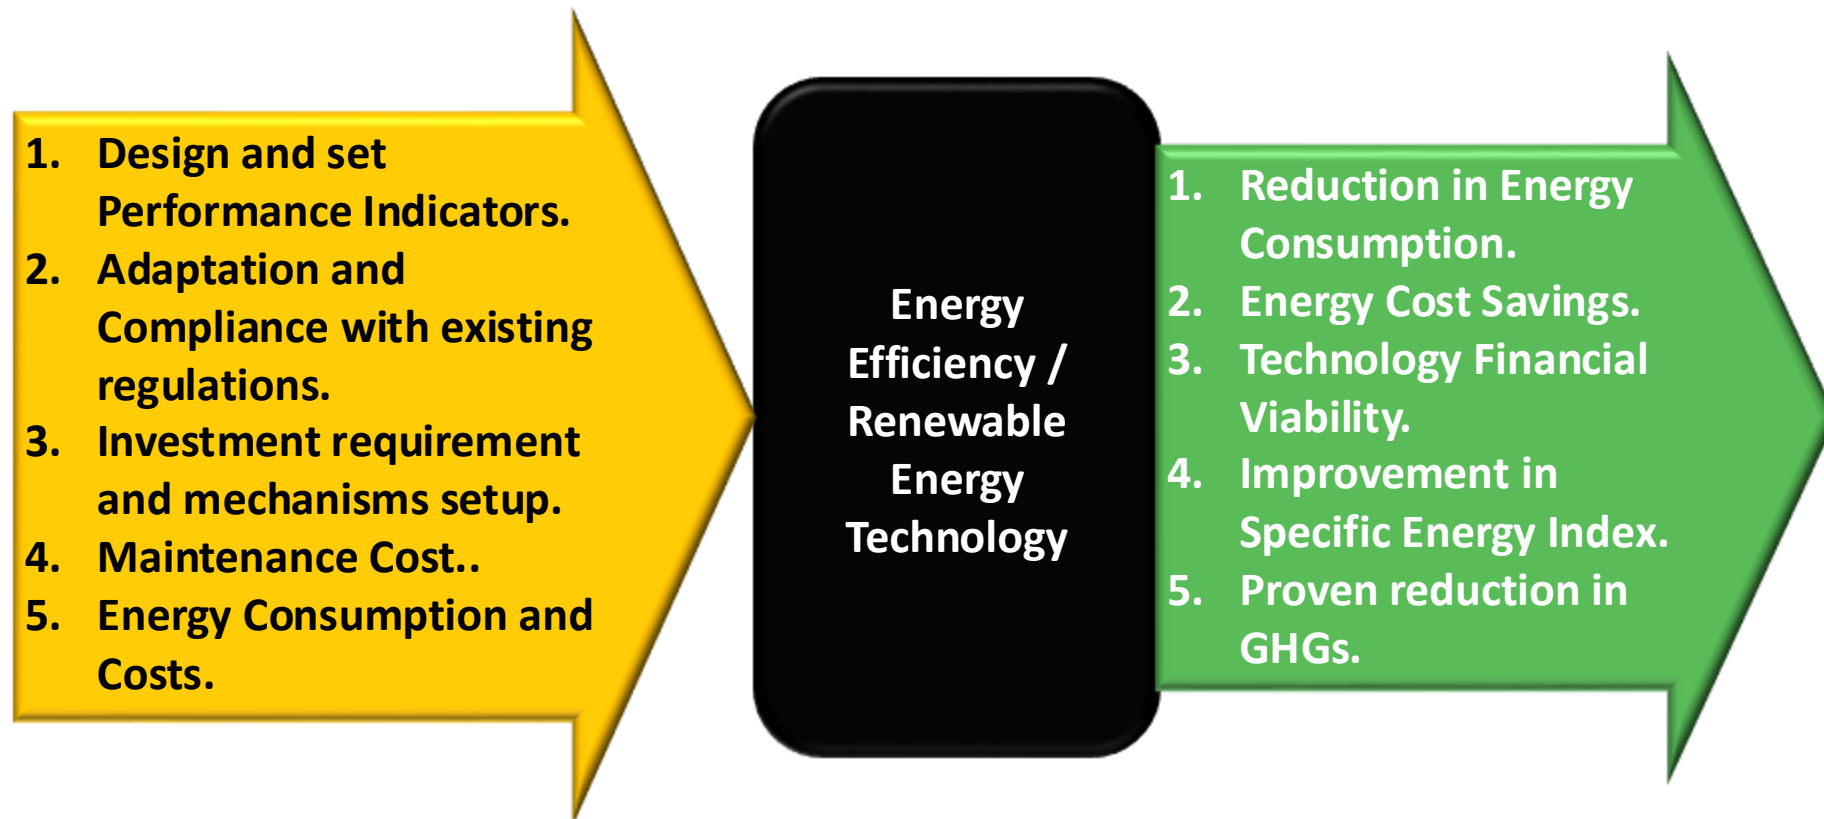 1. Design and set
Performance Indicators.
2. Adaptation and
Compliance with existing
regulations.
3. Investment requirement
and mechanisms setup.
4. Maintenance Cost..
5. Energy Consumption and
Costs.
Energy
Efficiency /
Renewable
Energy
Technology
1. Reduction in Energy
Consumption.
2. Energy Cost Savings.
3. Technology Financial
Viability.
4. Improvement in
Specific Energy Index.
5. Proven reduction in
GHGs.